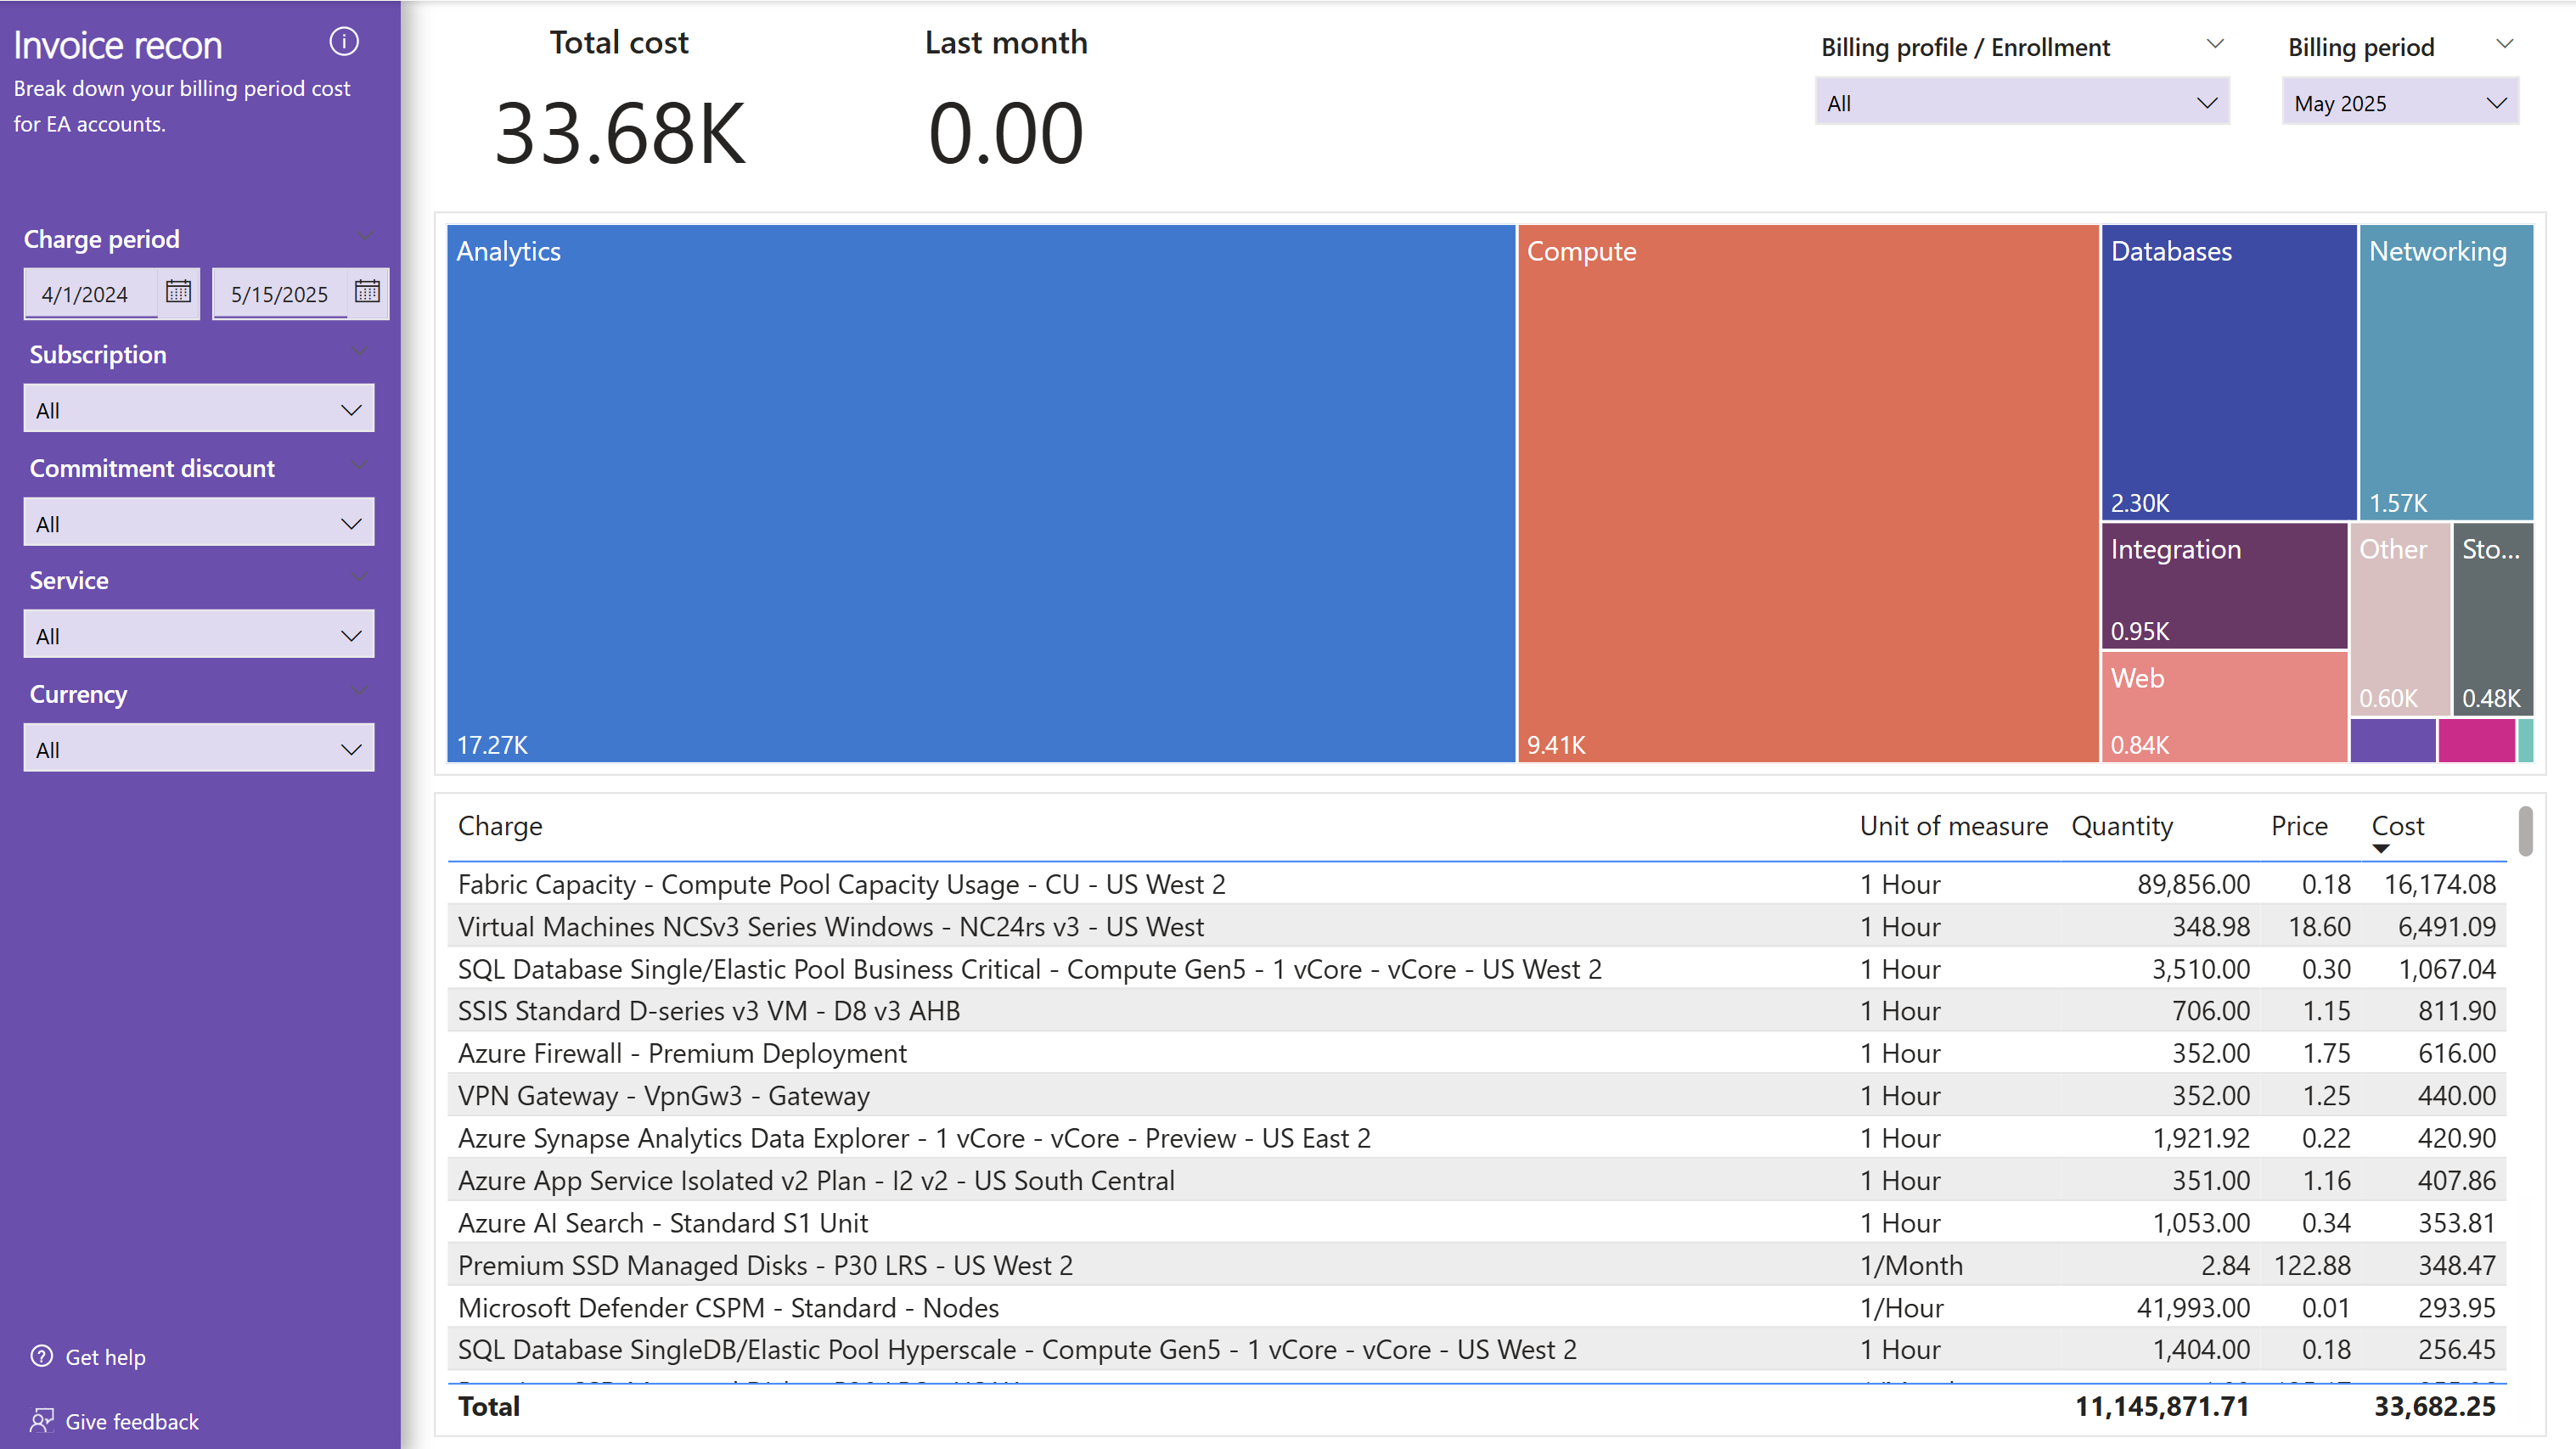 Invoice recon
Break down your billing period cost
for EA accounts.
Charge period
4/1/2024 5/15/2025
Subscription
All
Commitment discount
All
Service
All
Currency
All
Get help
Give feedback
Total cost
33.68K
Last month
0.00
Billing profile / Enrollment
All
Billing period
May 2025
Analytics
17.27K
Compute
9.41K
Databases
2.30K
Networking
1.57K
Integration
0.95K
Other
0.60K
Sto...
0.48K
Web
0.84K
Charge Unit of measure Quantity Price Cost
Fabric Capacity - Compute Pool Capacity Usage - CU - US West 2 1 Hour 89,856.00 0.18 16,174.08
Virtual Machines NCSv3 Series Windows - NC24rs v3 - US West 1 Hour 348.98 18.60 6,491.09
SQL Database Single/Elastic Pool Business Critical - Compute Gen5 - 1 vCore - vCore - US West 2 1 Hour 3,510.00 0.30 1,067.04
SSIS Standard D-series v3 VM - D8 v3 AHB 1 Hour 706.00 1.15 811.90
Azure Firewall - Premium Deployment 1 Hour 352.00 1.75 616.00
VPN Gateway - VpnGw3 - Gateway 1 Hour 352.00 1.25 440.00
Azure Synapse Analytics Data Explorer - 1 vCore - vCore - Preview - US East 2 1 Hour 1,921.92 0.22 420.90
Azure App Service Isolated v2 Plan - I2 v2 - US South Central 1 Hour 351.00 1.16 407.86
Azure AI Search - Standard S1 Unit 1 Hour 1,053.00 0.34 353.81
Premium SSD Managed Disks - P30 LRS - US West 2 1/Month 2.84 122.88 348.47
Microsoft Defender CSPM - Standard - Nodes 1/Hour 41,993.00 0.01 293.95
SQL Database SingleDB/Elastic Pool Hyperscale - Compute Gen5 - 1 vCore - vCore - US West 2 1 Hour 1,404.00 0.18 256.45
Total 11,145,871.71 33,682.25